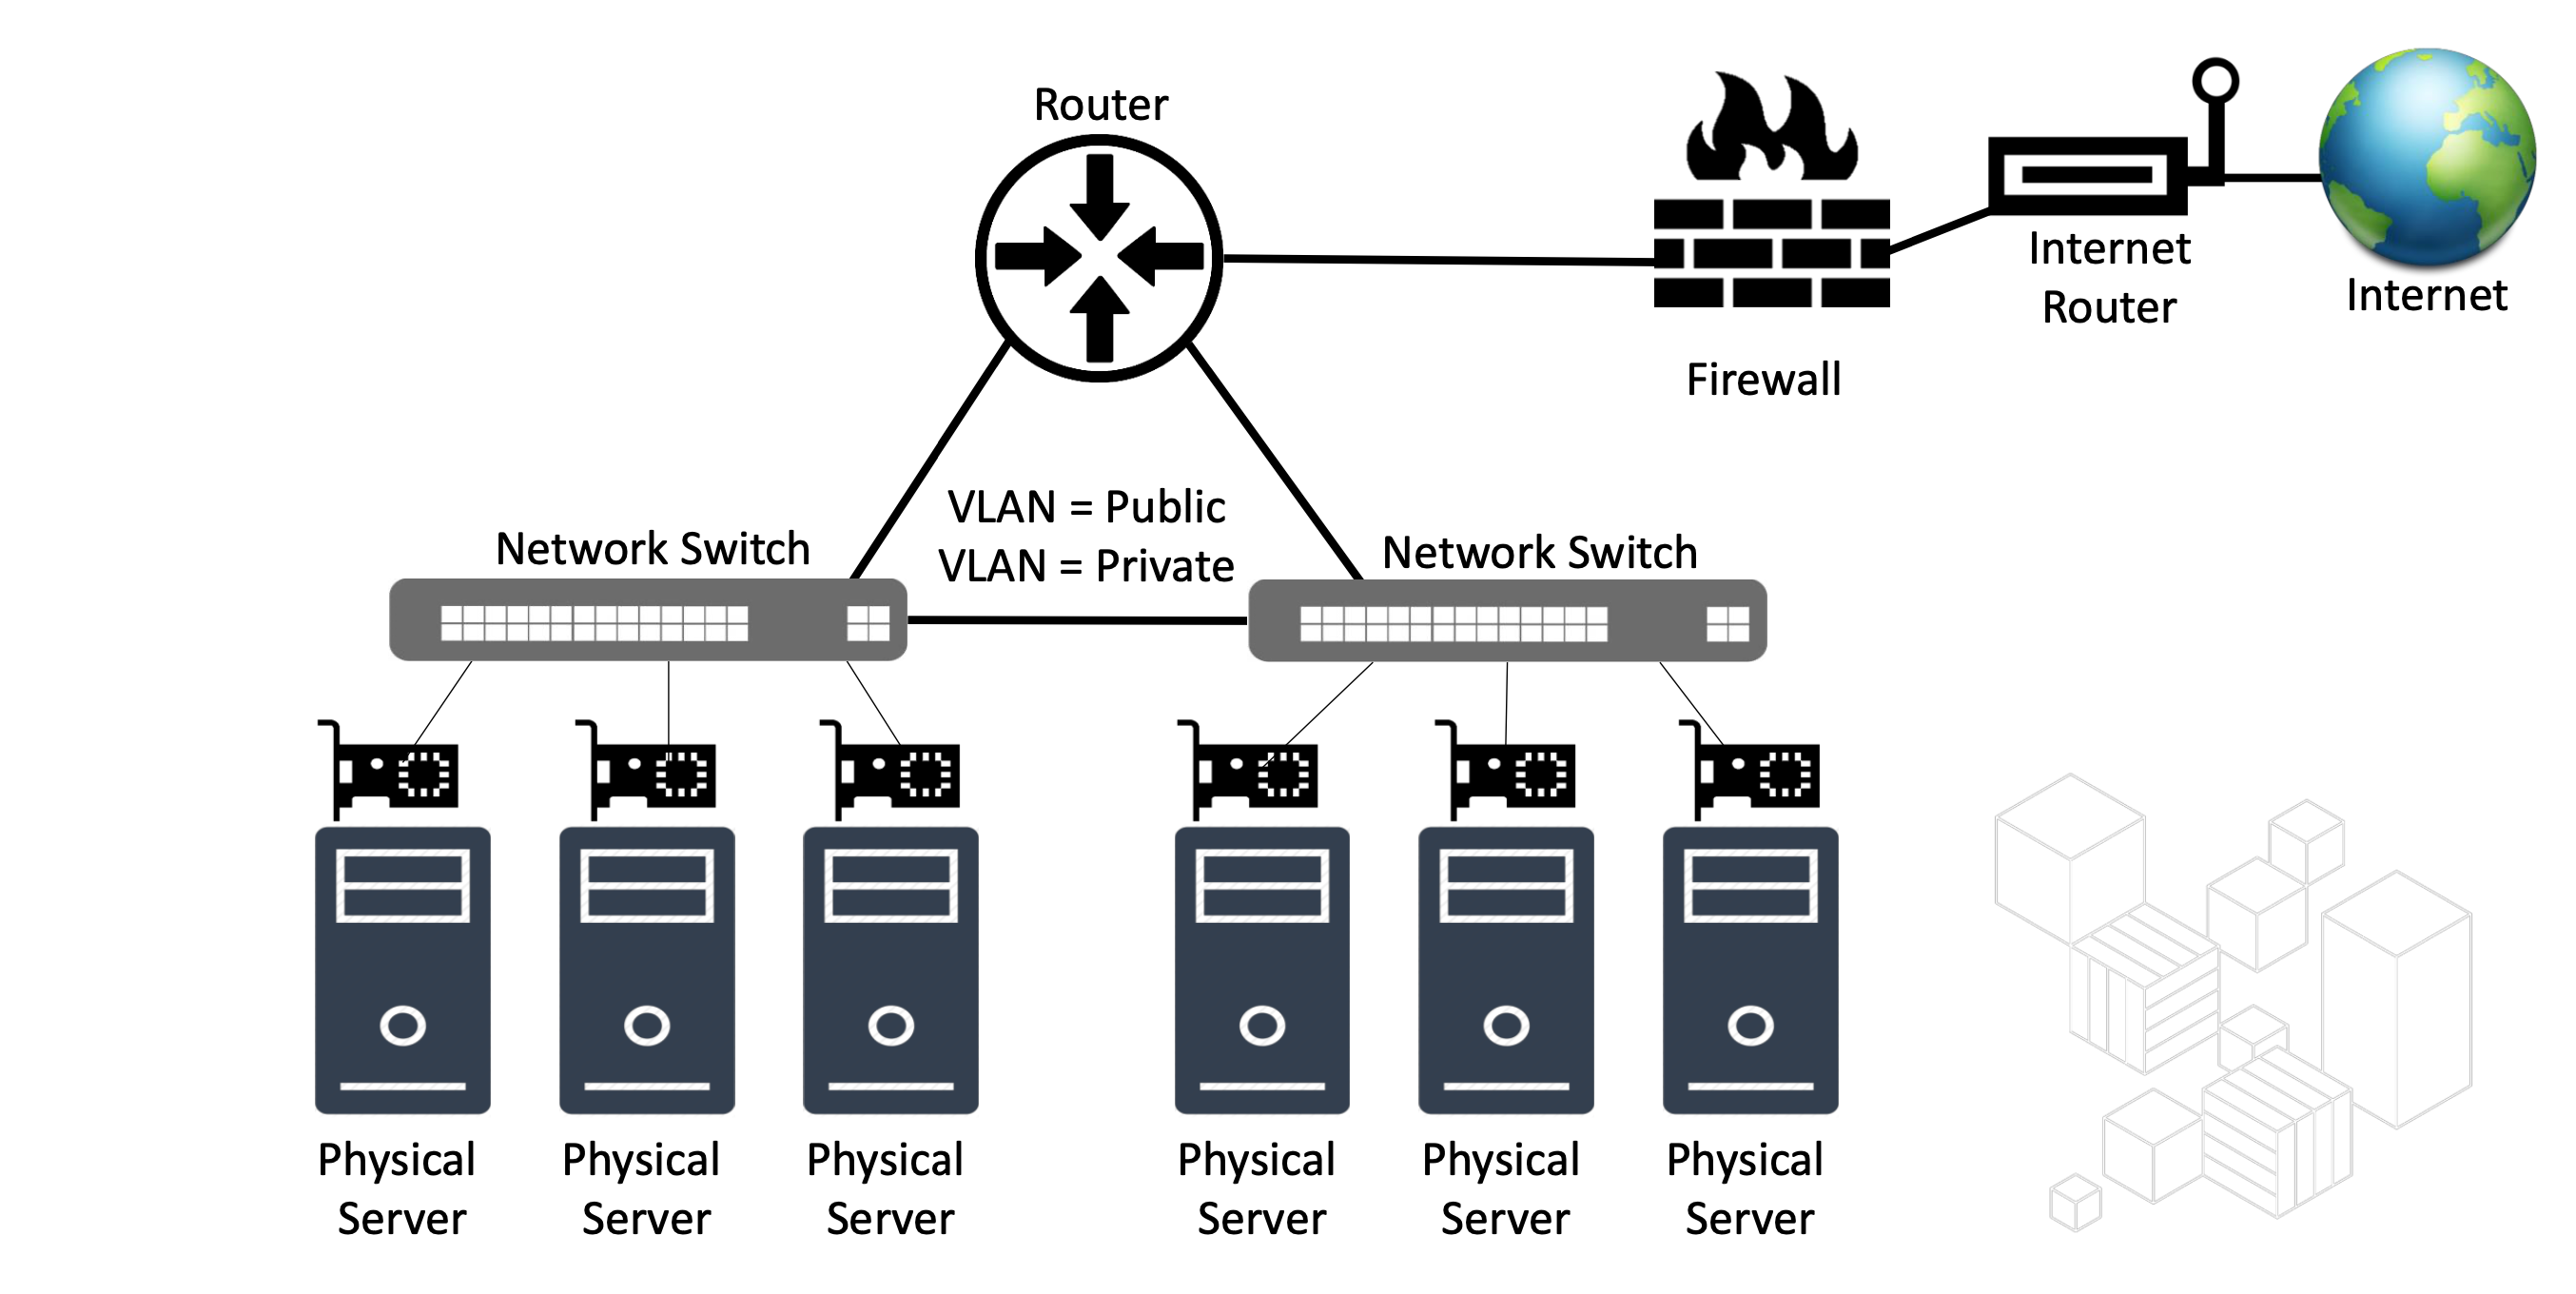 Router
Internet
Router
Internet
Firewall
VLAN = Public
VLAN = Private
Network Switch
Network Switch
Physical
Server
Physical
Server
Physical
Server
Physical
Server
Physical
Server
Physical
Server